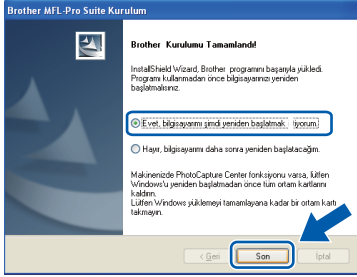 Brother MFL-Pro Suite Kurulum
Brother Kurulumu Tamamlandı!
InstallShield Wizard, Brother programını başarıyla yükledi.
Programı kullanmadan önce bilgisayarınızı yeniden
başlatmalısınız.
Evet, bilgisayarımı şimdi yeniden başlatmak tiyorum.
Hayır, bilgisayarımı daha sonra yeniden başlatacağım.
Makinenizde PhotoCapture Center fonksiyonu varsa, lütfen
Windows'u yeniden başlatmadan önce tüm ortam kartlarını
kaldırın.
Lütfen Windows yüklemeyi tamamlayana kadar bir ortam kartı
takmayın.
< Geri Son İptal